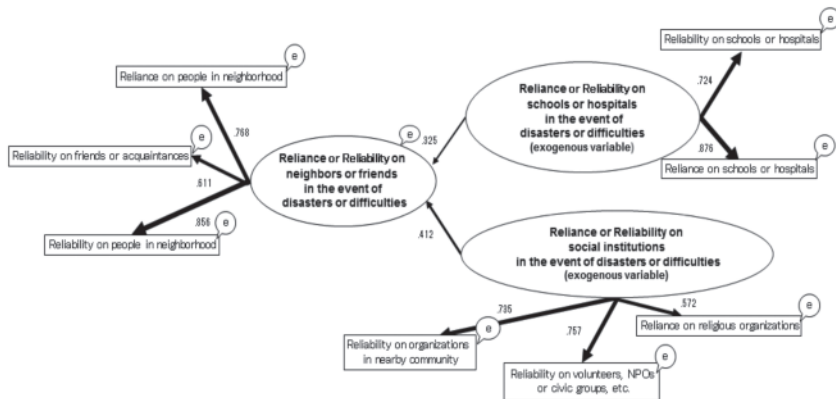 e
Reliability on schools or hospitals
e
Reliance on people in neighborhood
.724
Reliance or Reliability on
schools or hospitals
in the event of
disasters or difficulties
(exogenous variable)
.768
e
Reliability on friends or acquaintances
e
.325
Reliance or Reliability on
neighbors or friends
in the event of
disasters or difficulties
.876
e
Reliance on schools or hospitals
.611
.856
e
Reliability on people in neighborhood
.412
Reliance or Reliability on
social institutions
in the event of disasters or difficulties
(exogenous variable)
.735
.572
e
Reliance on religious organizations
e
Reliability on organizations
in nearby community
.757
e
Reliability on volunteers, NPOs
or civic groups, etc.